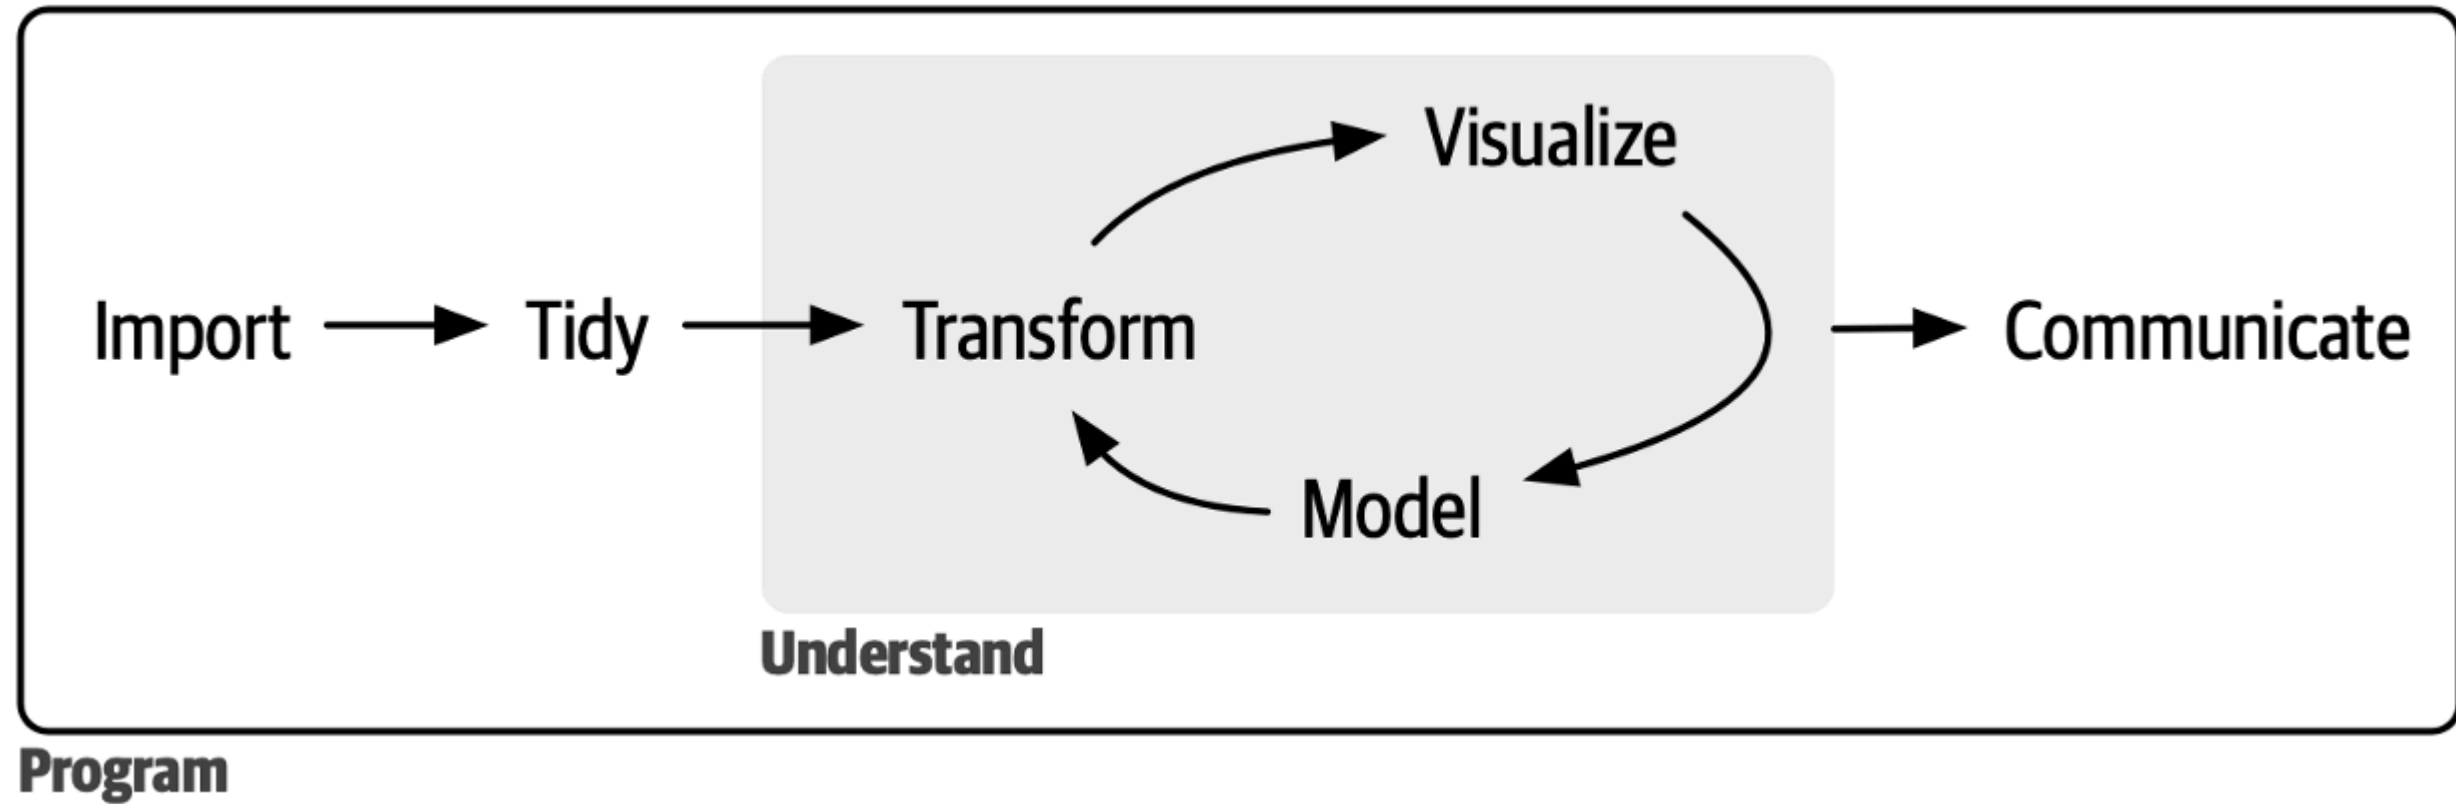 Visualize
Import
Tidy
Transform
Communicate
Model
Understand
Program